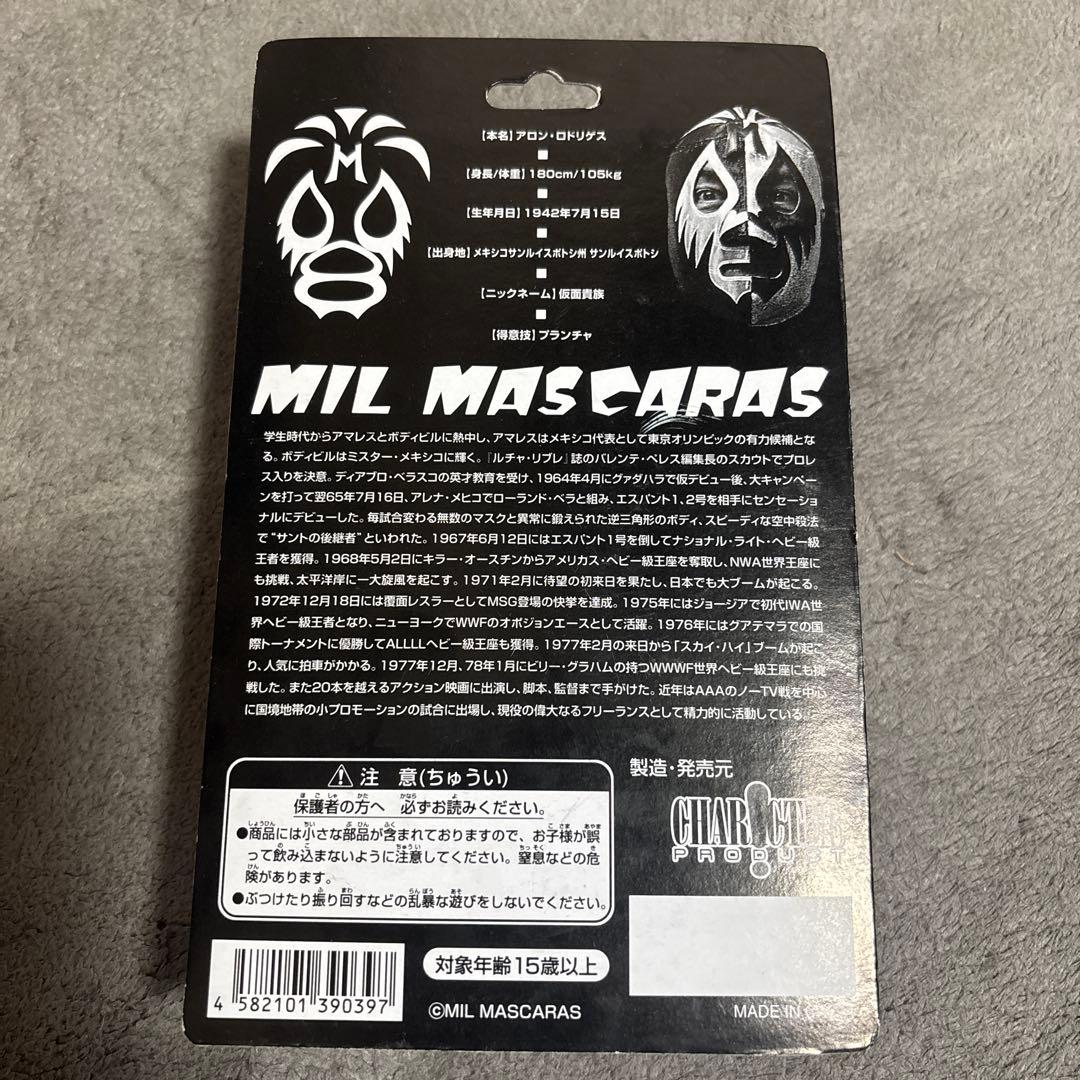 【本名】アロン・ロドリゲス
【身長/体重】180cm/105kg
【生年月日】1942年7月15日
【出身地】メキシコサンルイスポトシ州 サンルイスポトシ
【ニックネーム】仮面貴族
【得意技】プランチャ
M
MIL MASCARAS
学生時代からアマレスとボディビルに熱中し、アマレスはメキシコ代表として東京オリンピックの有力候補とな
る。ボディビルはミスター・メキシコに輝く。『ルチャ・リブレ』誌のバレンテ・ペレス編集長のスカウトでプロレ
ス入りを決意。ディアブロ・ベラスコの英才教育を受け、1964年4月にグァダハラで仮デビュー後、大キャンペー
ンを打って翌65年7月16日、アレナ・メヒコでローランド・ベラと組み、エスパント1、2号を相手にセンセーショ
ナルにデビューした。毎試合変わる無数のマスクと異常に鍛えられた逆三角形のボディ、スピーディな空中殺法
で“サントの後継者”といわれた。1967年6月12日にはエスパント1号を倒してナショナル・ライト・ヘビー級
王者を獲得。1968年5月2日にキラー・オースチンからアメリカス・ヘビー級王座を奪取し、NWA世界王座に
も挑戦、太平洋岸に一大旋風を起こす。1971年2月に待望の初来日を果たし、日本でも大ブームが起こる。
1972年12月18日には覆面レスラーとしてMSG登場の快挙を達成。1975年にはジョージアで初代IWA世
界ヘビー級王者となり、ニューヨークでWWFのオポジョンエースとして活躍。1976年にはグアテマラでの国
際トーナメントに優勝してALLLLヘビー級王座も獲得。1977年2月の来日から「スカイ・ハイ」ブームが起こ
り、人気に拍車がかかる。1977年12月、78年1月にビリー・グラハムの持つWWWF世界ヘビー級王座にも挑
戦した。また20本を越えるアクション映画に出演し、脚本、監督まで手がけた。近年はAAAのノーTV戦を中心
に国境地帯の小プロモーションの試合に出場し、現役の偉大なるフリーランスとして精力的に活動している。
注 意(ちゅうい)
保護者の方へ 必ずお読みください。
●商品には小さな部品が含まれておりますので、お子様が誤
って飲み込まないように注意してください。窒息などの危
険があります。
●ぶつけたり振り回すなどの乱暴な遊びをしないでください。
製造・発売元
CHARACTER
PRODUCT
4 582101 390397
対象年齢15歳以上
©MIL MASCARAS
MADE IN